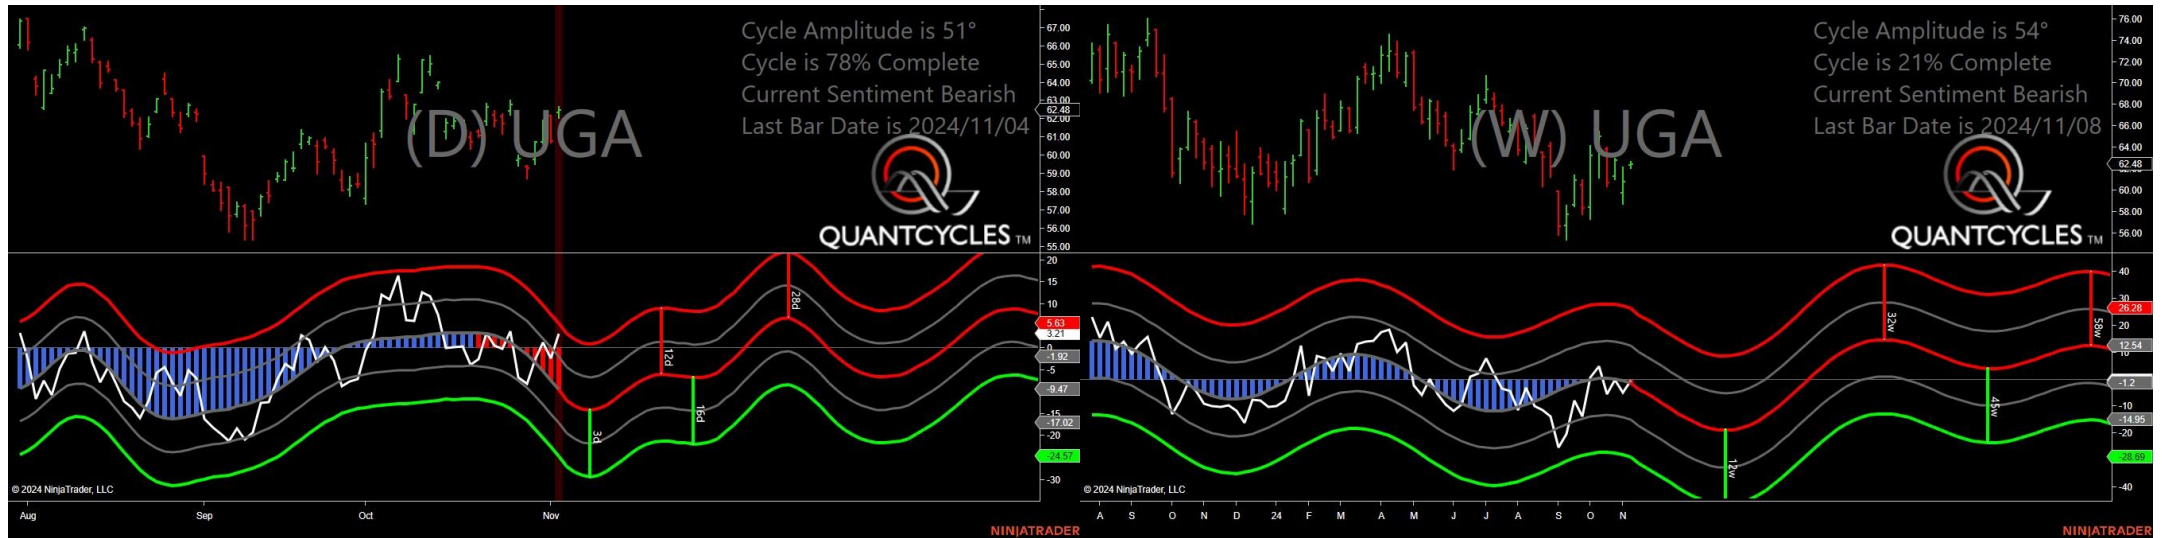 Cycle Amplitude is 51°
Cycle is 78% Complete
Current Sentiment Bearish
Last Bar Date is 2024/11/04
(D) UGA
QUANTCYCLES TM
67.00
66.00
65.00
64.00
63.00
62.48
62.00
61.00
60.00
59.00
58.00
57.00
56.00
55.00
20
15
10
5.63
3.21
0
-1.92
-5
-9.47
-15
-17.02
-20
-24.57
-30
3d
12d
16d
28d
© 2024 NinjaTrader, LLC
Aug Sep Oct Nov
NINJATRADER
Cycle Amplitude is 54°
Cycle is 21% Complete
Current Sentiment Bearish
Last Bar Date is 2024/11/08
(W) UGA
QUANTCYCLES TM
76.00
74.00
72.00
70.00
68.00
66.00
64.00
62.48
60.00
58.00
56.00
40
30
26.28
20
12.54
10
-1.2
-10
-14.95
-20
-28.69
-40
12w
32w
45w
58w
© 2024 NinjaTrader, LLC
A S O N D 24 F M A M J J A S O N
NINJATRADER